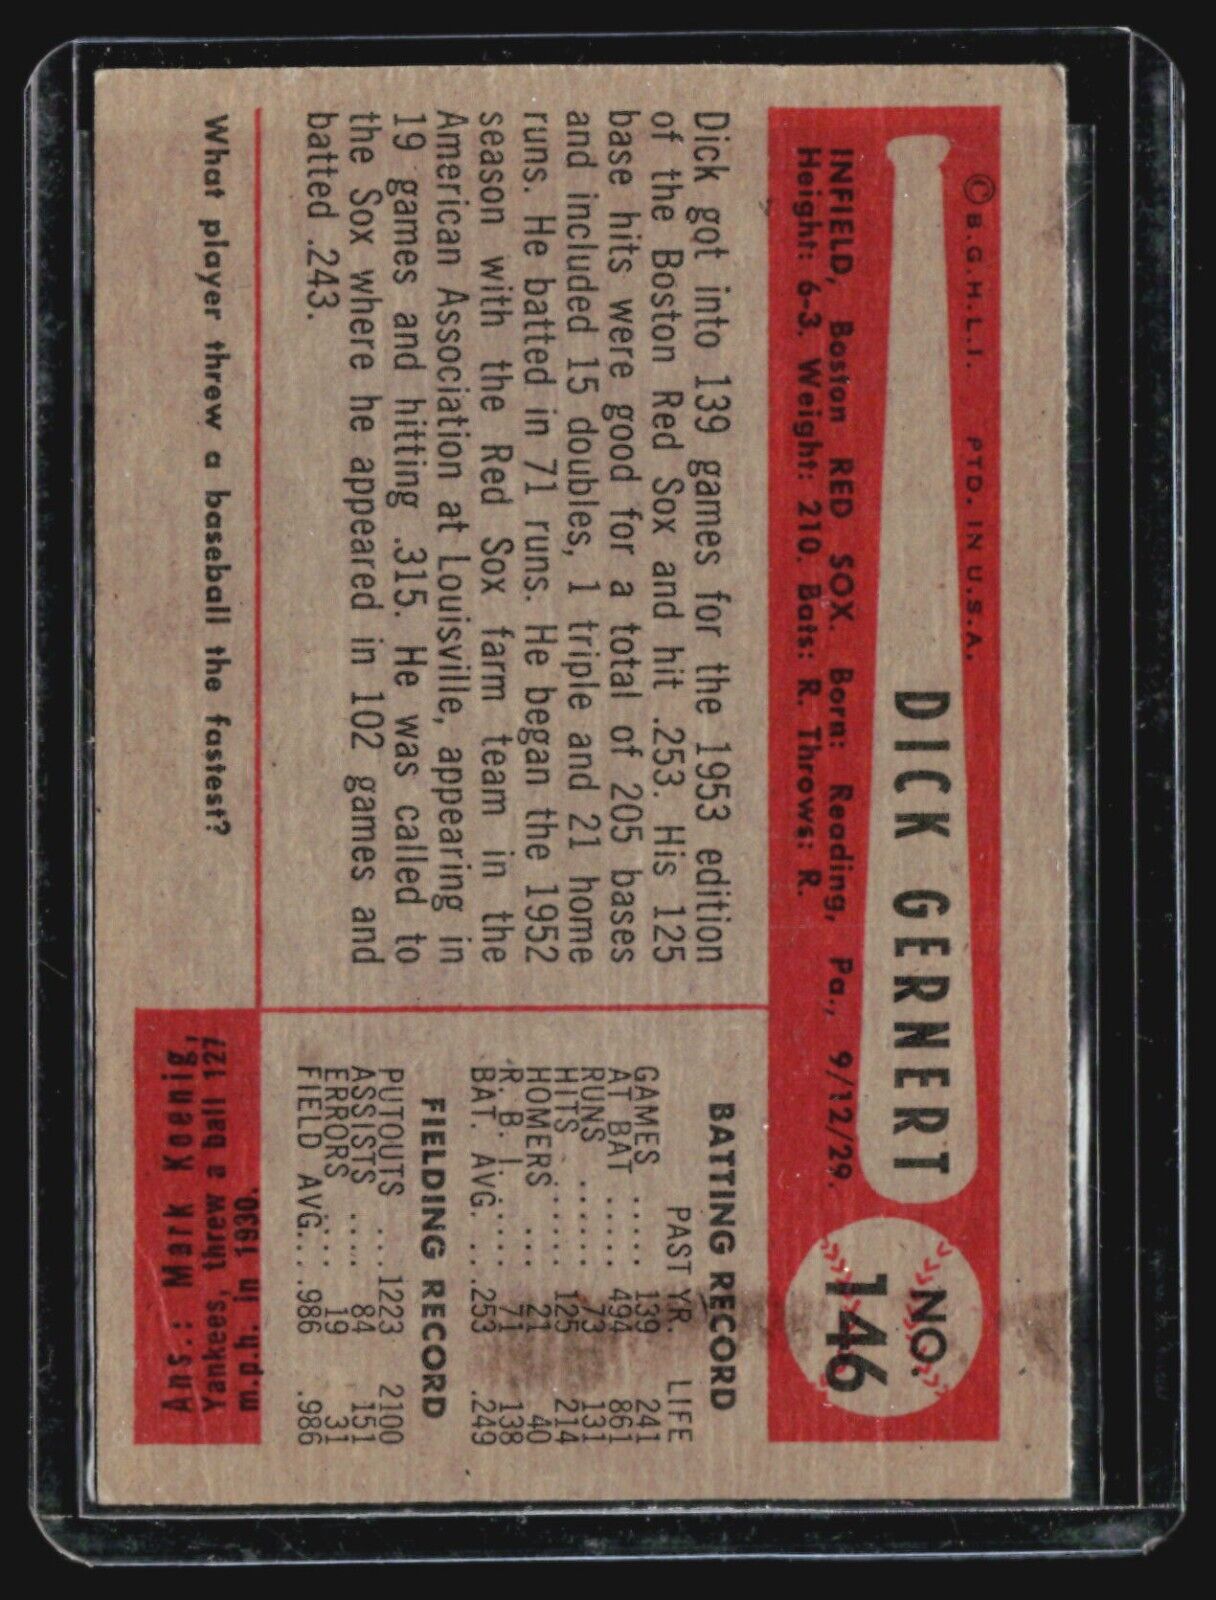 © B.G.H.L.I. PTD. IN U.S.A.
DICK GERNERT
NO.
146
INFIELD, Boston RED SOX. Born: Reading, Pa., 9/12/29.
Height: 6-3. Weight: 210. Bats: R. Throws: R.
Dick got into 139 games for the 1953 edition
of the Boston Red Sox and hit .253. His 125
base hits were good for a total of 205 bases
and included 15 doubles, 1 triple and 21 home
runs. He batted in 71 runs. He began the 1952
season with the Red Sox farm team in the
American Association at Louisville, appearing in
19 games and hitting .315. He was called to
the Sox where he appeared in 102 games and
batted .243.
BATTING RECORD
PAST YR. LIFE
GAMES ..... 139 241
AT BAT ..... 494 861
RUNS ...... 73 131
HITS ...... 125 214
HOMERS ... 21 40
R. B. I. .... 71 138
BAT. AVG. .. .253 .249
FIELDING RECORD
PUTOUTS ... 1223 2100
ASSISTS ..... 84 151
ERRORS .... 19 31
FIELD AVG. ... .986 .986
What player threw a baseball the fastest?
Ans.: Mark Koenig,
Yankees, threw a ball 127
m.p.h. in 1930.